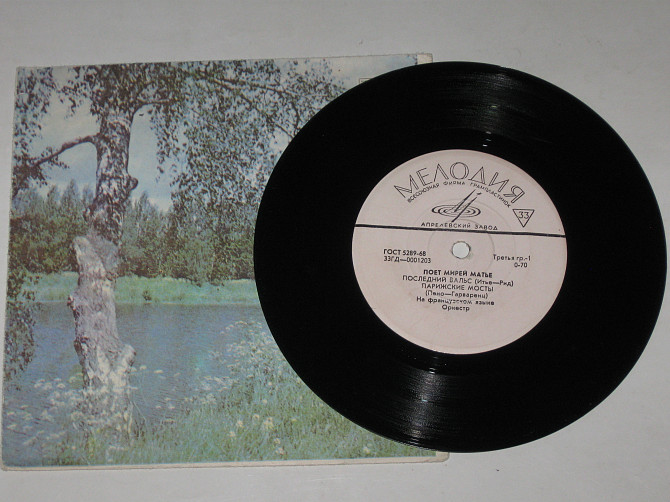 МЕЛОДИЯ
ВСЕСОЮЗНАЯ ФИРМА ГРАМПЛАСТИНОК
33
АПРЕЛЕВСКИЙ ЗАВОД
ГОСТ 5289-68
33ГД—0001203
Третья гр.-1
0-70
ПОЕТ МИРЕЙ МАТЬЕ
ПОСЛЕДНИЙ ВАЛЬС (Итье—Рид)
ПАРИЖСКИЕ МОСТЫ
(Пено—Гарваренц)
На французском языке
Оркестр